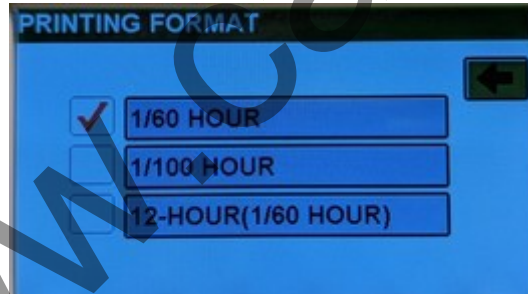 PRINTING FORMAT
1/60 HOUR
1/100 HOUR
12-HOUR(1/60 HOUR)